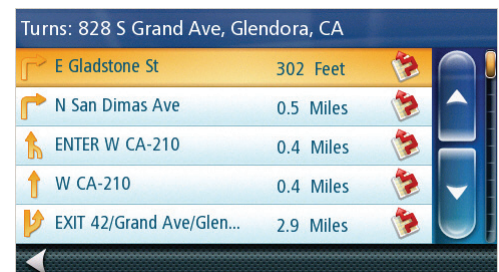 Turns: 828 S Grand Ave, Glendora, CA
E Gladstone St 302 Feet
N San Dimas Ave 0.5 Miles
ENTER W CA-210 0.4 Miles
W CA-210 0.4 Miles
EXIT 42/Grand Ave/Glen... 2.9 Miles